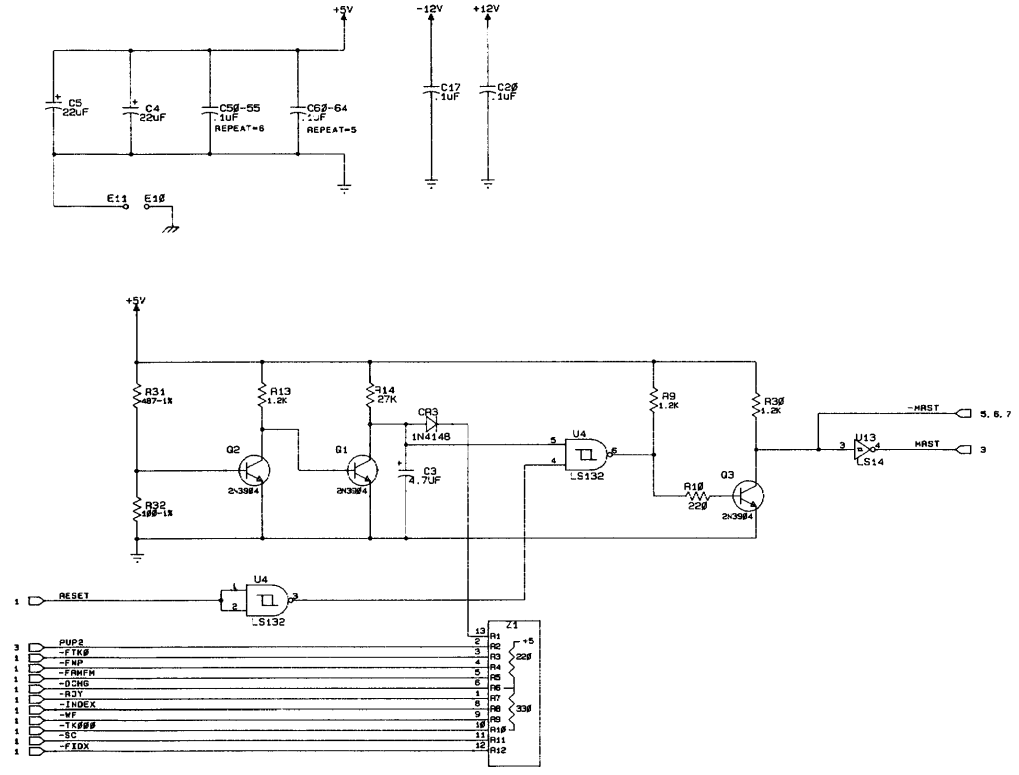 +5V
-12V
+12V
C5
22uF
C4
22uF
C50-55
.1uF
REPEAT=6
C60-64
.1uF
REPEAT=5
C17
.1uF
C20
.1uF
E11
E10
+5V
R31
487-1%
R13
1.2K
R14
27K
CR3
1N4148
R9
1.2K
R30
1.2K
-MRST
5,6,7
Q2
Q1
U4
5
4
6
LS132
3
U13
4
MRST
3
LS14
2N3904
2N3904
C3
4.7UF
R10
220
Q3
2N3904
R32
100-1%
1
RESET
U4
1
2
3
LS132
Z1
13
R1
+5
3
PUP2
2
R2
220
1
-FTK0
3
R3
1
-FWP
4
R4
1
-FRMFM
5
R5
1
-DCHG
6
R6
1
-RDY
1
R7
1
-INDEX
8
R8
330
1
-WF
9
R9
1
-TK000
10
R10
1
-SC
11
R11
1
-FIDX
12
R12